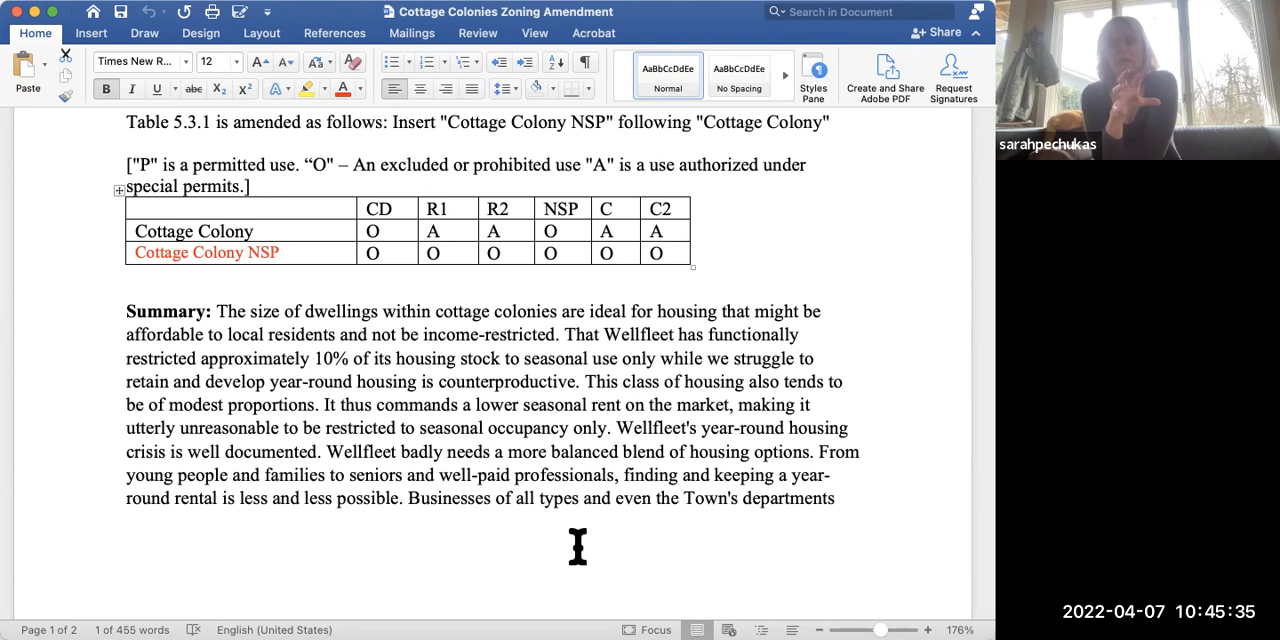 Cottage Colonies Zoning Amendment
Search in Document
Home Insert Draw Design Layout References Mailings Review View Acrobat
Share
Paste
Times New R... 12
AaBbCcDdEe AaBbCcDdEe
Normal No Spacing
Styles Pane
Create and Share Adobe PDF
Request Signatures
sarahpechukas
Table 5.3.1 is amended as follows: Insert "Cottage Colony NSP" following "Cottage Colony"
["P" is a permitted use. “O" – An excluded or prohibited use "A" is a use authorized under
special permits.]
CD R1 R2 NSP C C2
Cottage Colony O A A O A A
Cottage Colony NSP O O O O O O
Summary: The size of dwellings within cottage colonies are ideal for housing that might be
affordable to local residents and not be income-restricted. That Wellfleet has functionally
restricted approximately 10% of its housing stock to seasonal use only while we struggle to
retain and develop year-round housing is counterproductive. This class of housing also tends to
be of modest proportions. It thus commands a lower seasonal rent on the market, making it
utterly unreasonable to be restricted to seasonal occupancy only. Wellfleet's year-round housing
crisis is well documented. Wellfleet badly needs a more balanced blend of housing options. From
young people and families to seniors and well-paid professionals, finding and keeping a year-
round rental is less and less possible. Businesses of all types and even the Town's departments
2022-04-07 10:45:35
Page 1 of 2 1 of 455 words English (United States) Focus 176%